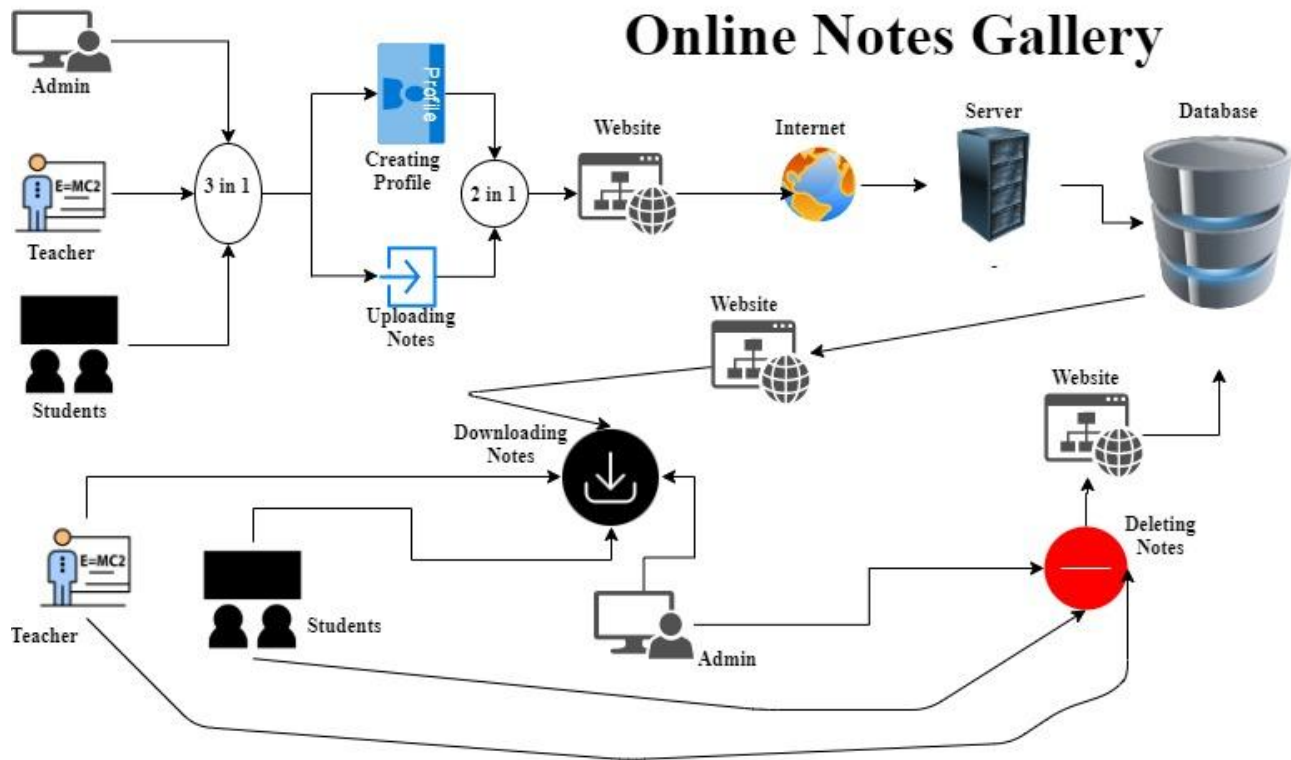 Online Notes Gallery
Admin
Profile
Creating
Profile
Website
Internet
Server
Database
E=MC2
3 in 1
2 in 1
Teacher
Uploading
Notes
-
Students
Website
Website
Downloading
Notes
Deleting
Notes
E=MC2
Teacher
Students
Admin